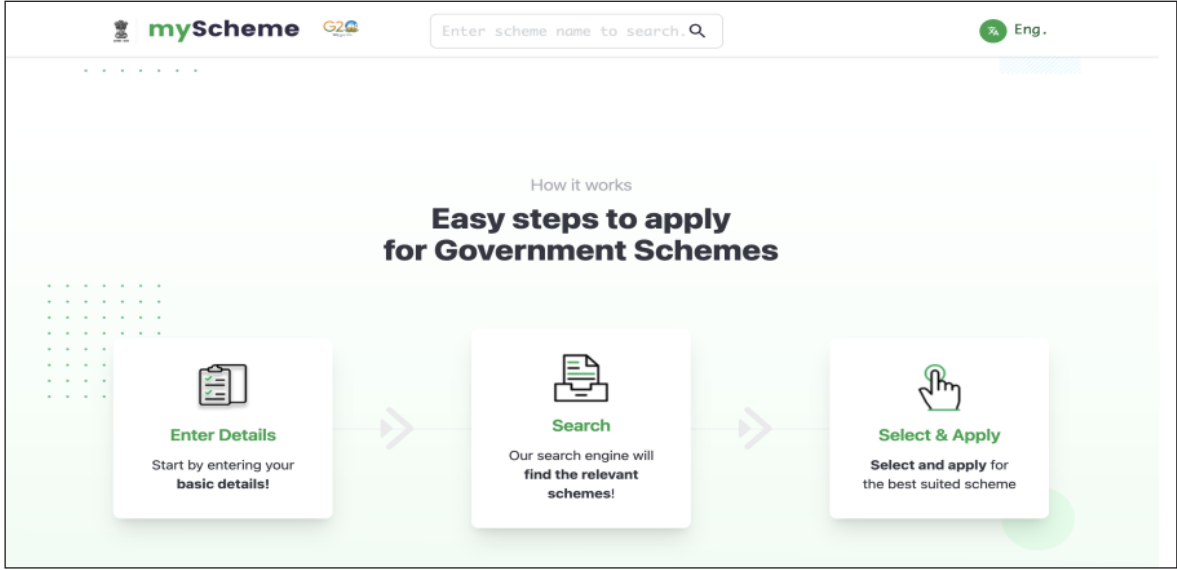 myScheme
G20
Enter scheme name to search.
Eng.
How it works
Easy steps to apply
for Government Schemes
Enter Details
Start by entering your
basic details!
Search
Our search engine will
find the relevant
schemes!
Select & Apply
Select and apply for
the best suited scheme